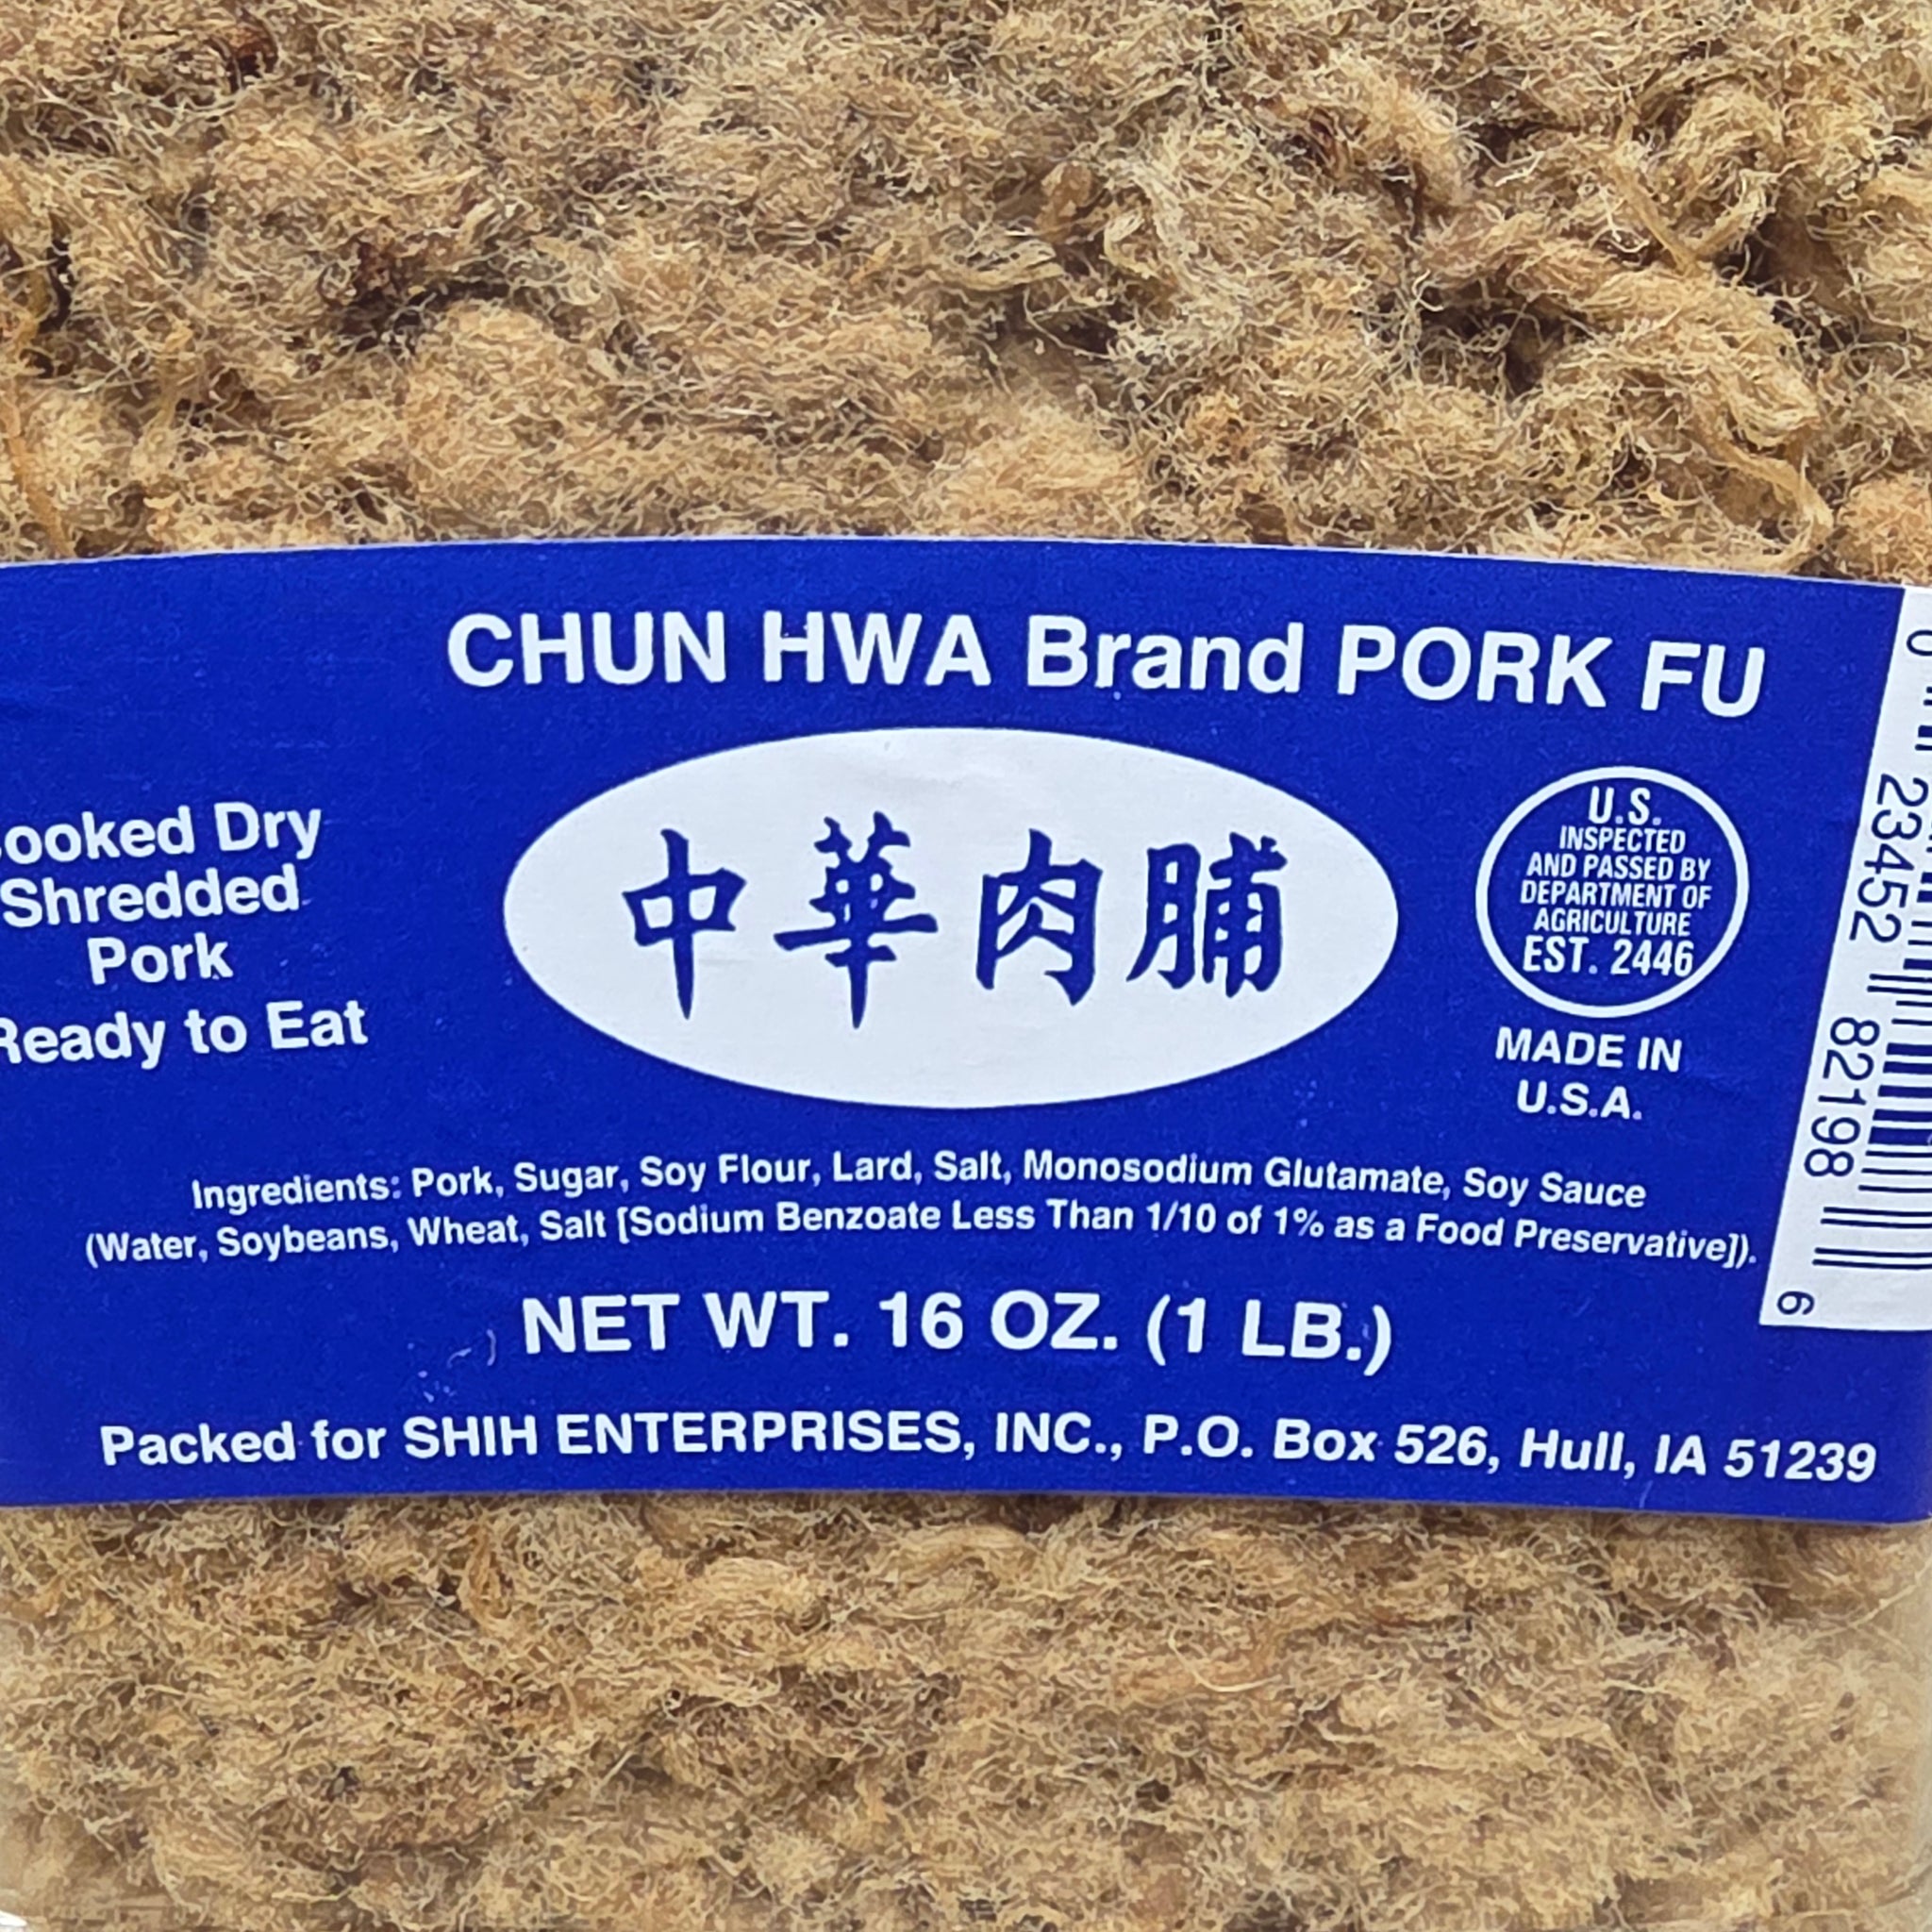 CHUN HWA Brand PORK FU
ooked Dry
Shredded
Pork
Ready to Eat
中華肉脯
U.S.
INSPECTED
AND PASSED BY
DEPARTMENT OF
AGRICULTURE
EST. 2446
MADE IN
U.S.A.
Ingredients: Pork, Sugar, Soy Flour, Lard, Salt, Monosodium Glutamate, Soy Sauce
(Water, Soybeans, Wheat, Salt [Sodium Benzoate Less Than 1/10 of 1% as a Food Preservative]).
NET WT. 16 OZ. (1 LB.)
Packed for SHIH ENTERPRISES, INC., P.O. Box 526, Hull, IA 51239
0 23452 82198 6